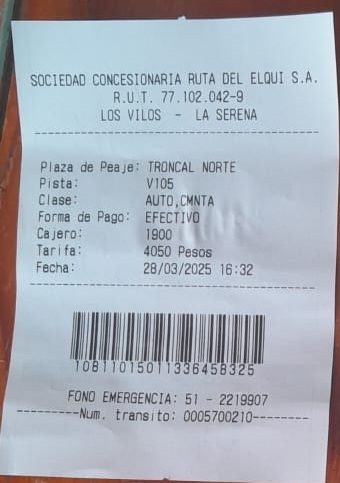 SOCIEDAD CONCESIONARIA RUTA DEL ELQUI S.A.
R.U.T. 77.102.042-9
LOS VILOS - LA SERENA
Plaza de Peaje: TRONCAL NORTE
Pista: V105
Clase: AUTO,CMNTA
Forma de Pago: EFECTIVO
Cajero: 1900
Tarifa: 4050 Pesos
Fecha: 28/03/2025 16:32
10811015011336458325
FONO EMERGENCIA: 51 - 2219907
---------Num. transito: 0005700210--------